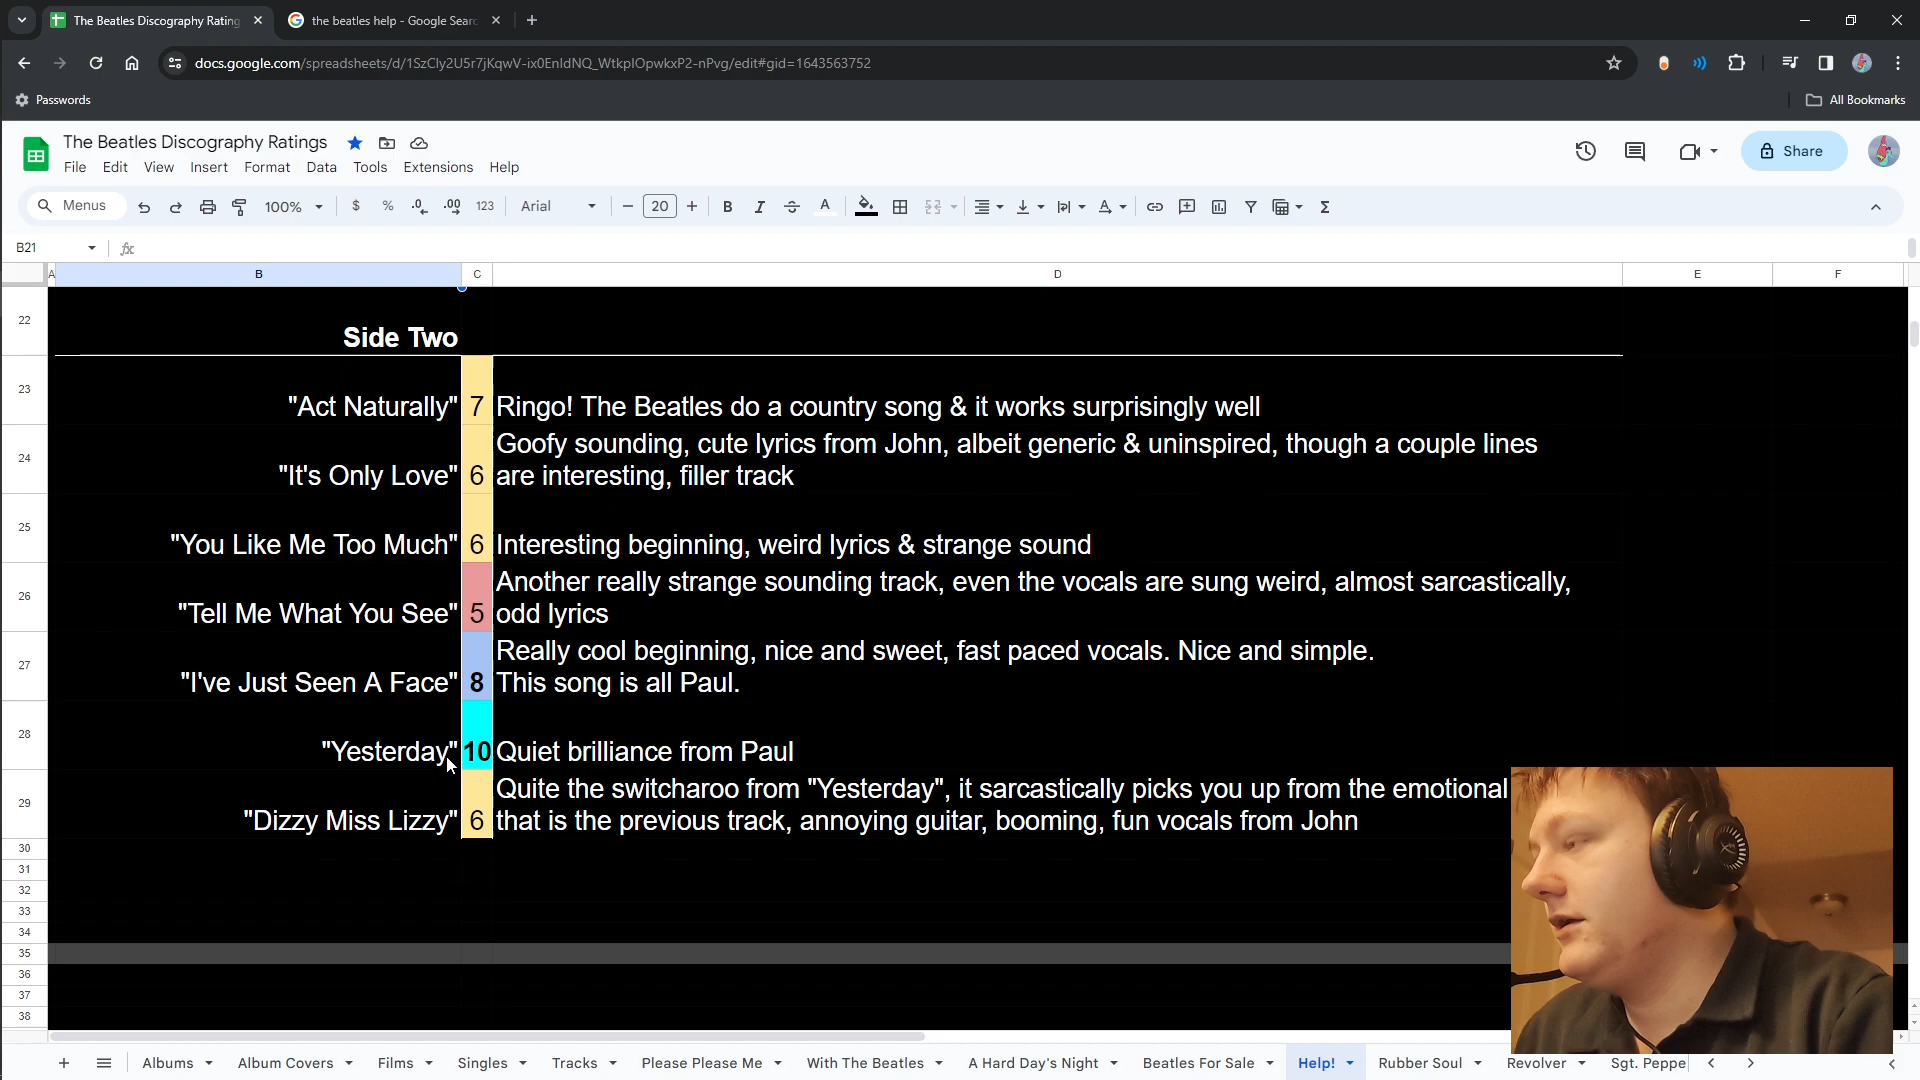 The Beatles Discography Rating
the beatles help - Google Sear
docs.google.com/spreadsheets/d/1SzCly2U5r7jKqwV-ix0EnIdNQ_WtkplOpwkxP2-nPvg/edit#gid=1643563752
Passwords
All Bookmarks
The Beatles Discography Ratings
File Edit View Insert Format Data Tools Extensions Help
Share
Menus 100% $ % .0 .00 123 Arial 20 B I A
B21 fx
A B C D E F
22 Side Two
23 "Act Naturally" 7 Ringo! The Beatles do a country song & it works surprisingly well
Goofy sounding, cute lyrics from John, albeit generic & uninspired, though a couple lines
24 "It's Only Love" 6 are interesting, filler track
25 "You Like Me Too Much" 6 Interesting beginning, weird lyrics & strange sound
Another really strange sounding track, even the vocals are sung weird, almost sarcastically,
26 "Tell Me What You See" 5 odd lyrics
Really cool beginning, nice and sweet, fast paced vocals. Nice and simple.
27 "I've Just Seen A Face" 8 This song is all Paul.
28 "Yesterday" 10 Quiet brilliance from Paul
Quite the switcharoo from "Yesterday", it sarcastically picks you up from the emotional
29 "Dizzy Miss Lizzy" 6 that is the previous track, annoying guitar, booming, fun vocals from John
30
31
32
33
34
35
36
37
38
Albums Album Covers Films Singles Tracks Please Please Me With The Beatles A Hard Day's Night Beatles For Sale Help! Rubber Soul Revolver Sgt. Peppe